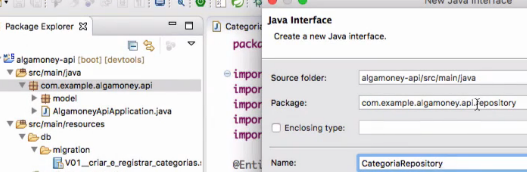 New Java Interface
Package Explorer
algamoney-api [boot] [devtools]
src/main/java
com.example.algamoney.api
model
AlgamoneyApiApplication.java
src/main/resources
db
migration
V01__criar_e_registrar_categorias.
Categoria
packa
impor
impor
impor
impor
@Enti
Java Interface
Create a new Java interface.
Source folder: algamoney-api/src/main/java
Package: com.example.algamoney.api.repository
Enclosing type:
Name: CategoriaRepository